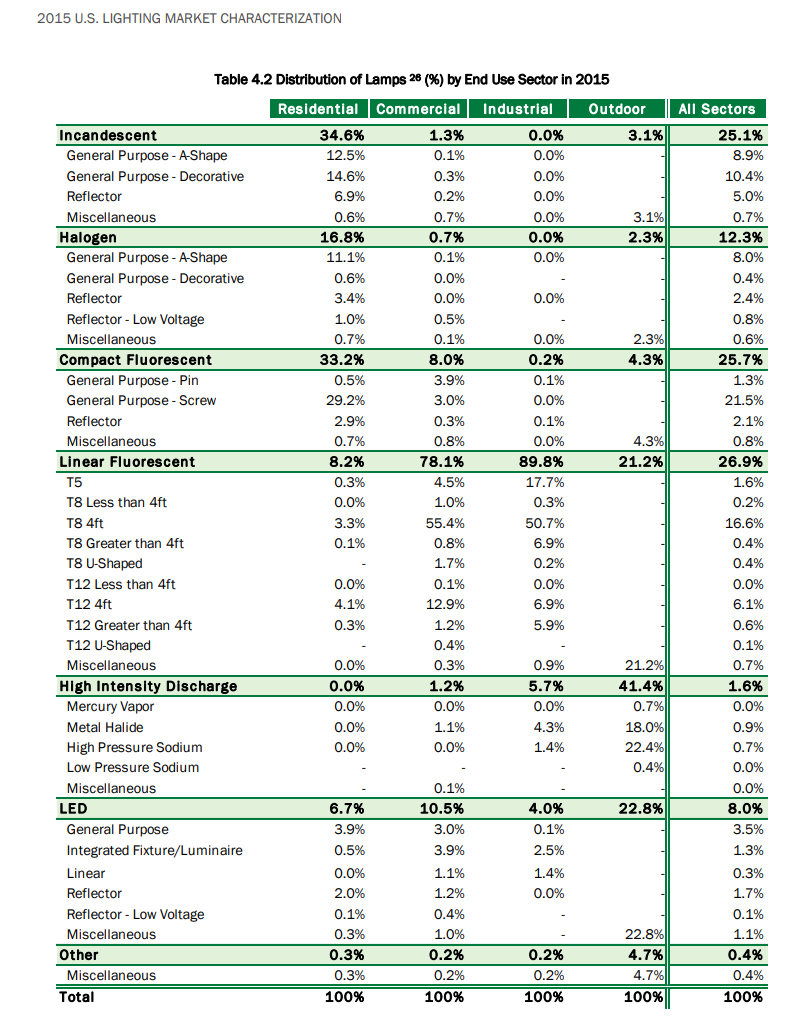 2015 U.S. LIGHTING MARKET CHARACTERIZATION
Table 4.2 Distribution of Lamps 26 (%) by End Use Sector in 2015
Residential Commercial Industrial Outdoor All Sectors
Incandescent 34.6% 1.3% 0.0% 3.1% 25.1%
General Purpose - A-Shape 12.5% 0.1% 0.0% - 8.9%
General Purpose - Decorative 14.6% 0.3% 0.0% - 10.4%
Reflector 6.9% 0.2% 0.0% - 5.0%
Miscellaneous 0.6% 0.7% 0.0% 3.1% 0.7%
Halogen 16.8% 0.7% 0.0% 2.3% 12.3%
General Purpose - A-Shape 11.1% 0.1% 0.0% - 8.0%
General Purpose - Decorative 0.6% 0.0% - - 0.4%
Reflector 3.4% 0.0% 0.0% - 2.4%
Reflector - Low Voltage 1.0% 0.5% - - 0.8%
Miscellaneous 0.7% 0.1% 0.0% 2.3% 0.6%
Compact Fluorescent 33.2% 8.0% 0.2% 4.3% 25.7%
General Purpose - Pin 0.5% 3.9% 0.1% - 1.3%
General Purpose - Screw 29.2% 3.0% 0.0% - 21.5%
Reflector 2.9% 0.3% 0.1% - 2.1%
Miscellaneous 0.7% 0.8% 0.0% 4.3% 0.8%
Linear Fluorescent 8.2% 78.1% 89.8% 21.2% 26.9%
T5 0.3% 4.5% 17.7% - 1.6%
T8 Less than 4ft 0.0% 1.0% 0.3% - 0.2%
T8 4ft 3.3% 55.4% 50.7% - 16.6%
T8 Greater than 4ft 0.1% 0.8% 6.9% - 0.4%
T8 U-Shaped - 1.7% 0.2% - 0.4%
T12 Less than 4ft 0.0% 0.1% 0.0% - 0.0%
T12 4ft 4.1% 12.9% 6.9% - 6.1%
T12 Greater than 4ft 0.3% 1.2% 5.9% - 0.6%
T12 U-Shaped - 0.4% - - 0.1%
Miscellaneous 0.0% 0.3% 0.9% 21.2% 0.7%
High Intensity Discharge 0.0% 1.2% 5.7% 41.4% 1.6%
Mercury Vapor 0.0% 0.0% 0.0% 0.7% 0.0%
Metal Halide 0.0% 1.1% 4.3% 18.0% 0.9%
High Pressure Sodium 0.0% 0.0% 1.4% 22.4% 0.7%
Low Pressure Sodium - - - 0.4% 0.0%
Miscellaneous - 0.1% - - 0.0%
LED 6.7% 10.5% 4.0% 22.8% 8.0%
General Purpose 3.9% 3.0% 0.1% - 3.5%
Integrated Fixture/Luminaire 0.5% 3.9% 2.5% - 1.3%
Linear 0.0% 1.1% 1.4% - 0.3%
Reflector 2.0% 1.2% 0.0% - 1.7%
Reflector - Low Voltage 0.1% 0.4% - - 0.1%
Miscellaneous 0.3% 1.0% - 22.8% 1.1%
Other 0.3% 0.2% 0.2% 4.7% 0.4%
Miscellaneous 0.3% 0.2% 0.2% 4.7% 0.4%
Total 100% 100% 100% 100% 100%